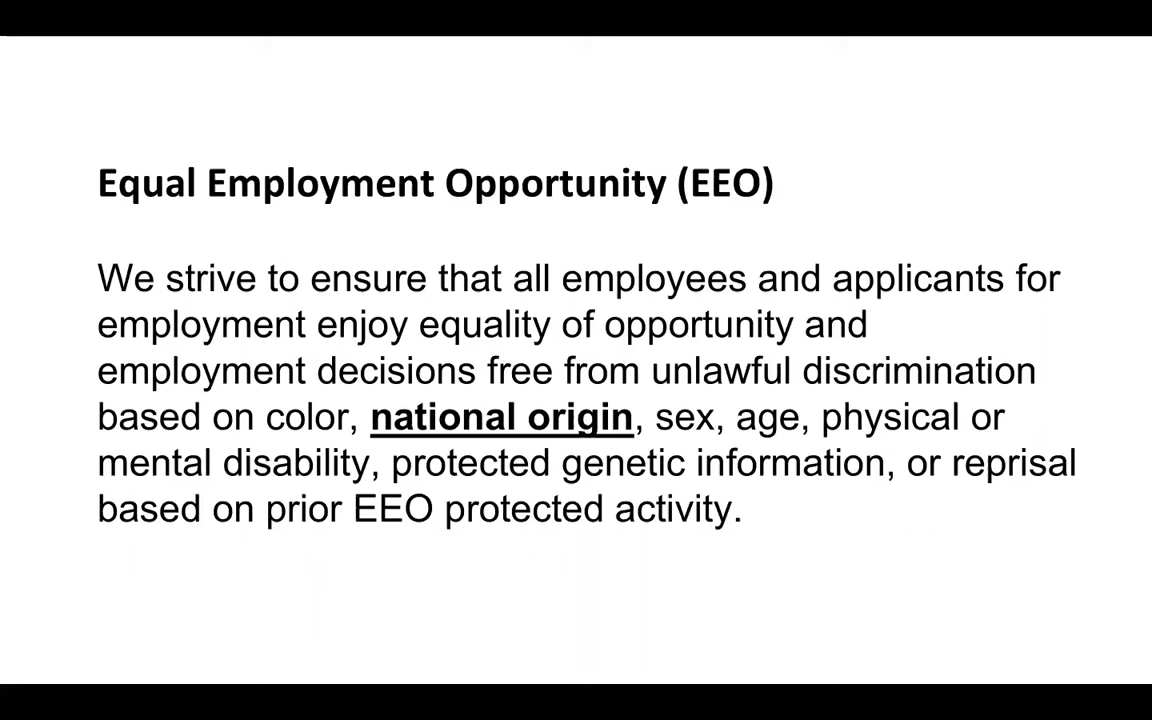 Equal Employment Opportunity (EEO)
We strive to ensure that all employees and applicants for
employment enjoy equality of opportunity and
employment decisions free from unlawful discrimination
based on color, national origin, sex, age, physical or
mental disability, protected genetic information, or reprisal
based on prior EEO protected activity.